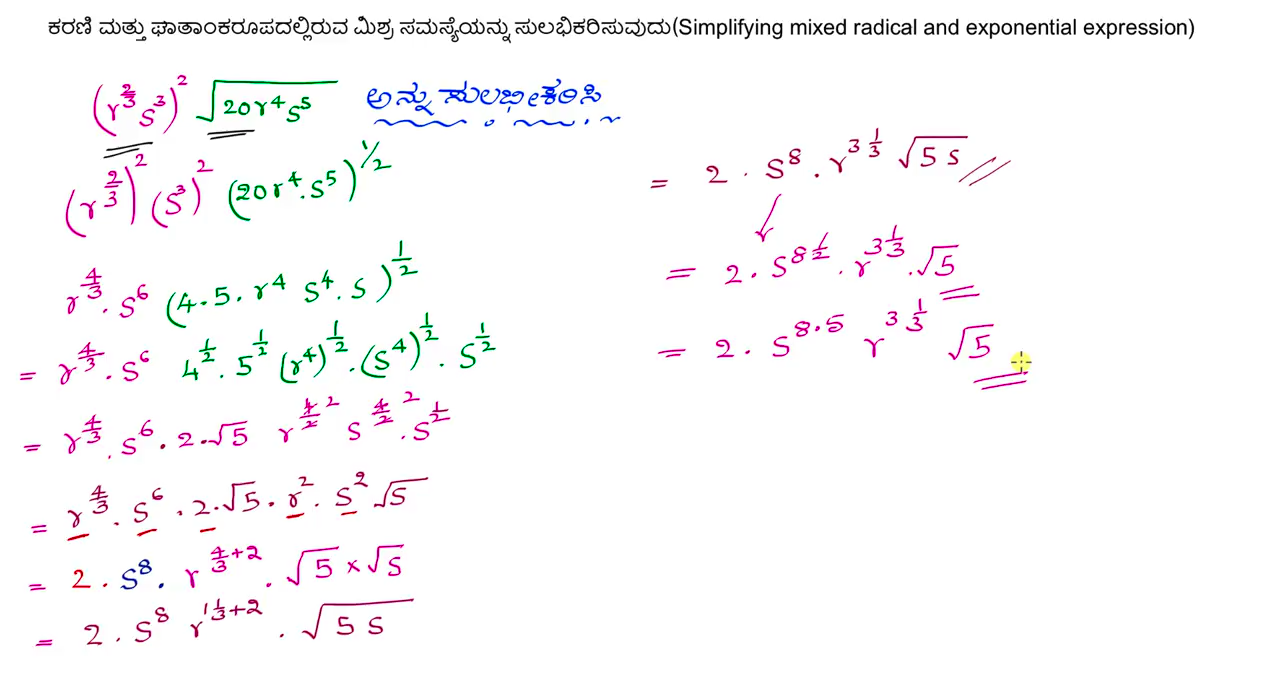 ಕರಣಿ ಮತ್ತು ಘಾತಾಂಕರೂಪದಲ್ಲಿರುವ ಮಿಶ್ರ ಸಮಸ್ಯೆಯನ್ನು ಸುಲಭಿಕರಿಸುವುದು(Simplifying mixed radical and exponential expression)
(r^(2/3) s^3)^2 √(20r^4 s^5) ಅನ್ನು ಸುಲಭೀಕರಿಸಿ
(r^(2/3))^2 (s^3)^2 (20r^4·s^5)^(1/2)
r^(4/3)·s^6 (4·5·r^4 s^4·s)^(1/2)
= r^(4/3)·s^6 4^(1/2)·5^(1/2) (r^4)^(1/2)·(s^4)^(1/2)·s^(1/2)
= r^(4/3)·s^6·2·√5 r^(4/2) 2 s^(4/2) 2·s^(1/2)
= r^(4/3)·s^6·2·√5·r^2·s^2 √s
= 2·s^8·r^(4/3+2)·√5×√s
= 2·s^8 r^(1 1/3+2)·√(5s)
= 2·s^8·r^(3 1/3) √(5s)
= 2·s^(8 1/2)·r^(3 1/3)·√5
= 2·s^(8.5) r^(3 1/3) √5